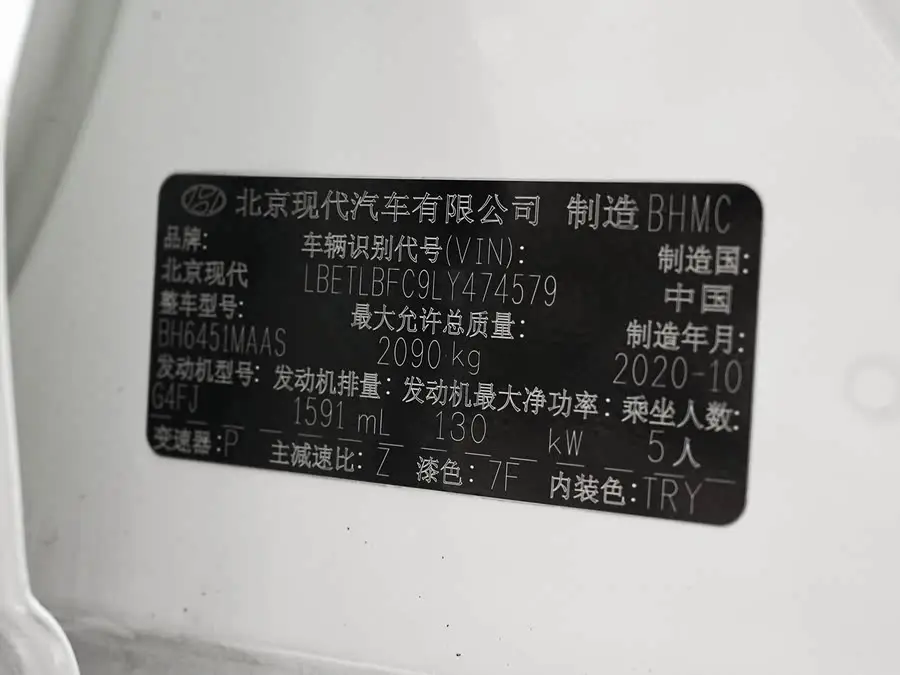 北京现代汽车有限公司 制造 BHMC
品牌: 车辆识别代号(VIN): 制造国:
北京现代 LBETLBFC9LY474579 中国
整车型号: 最大允许总质量: 制造年月:
BH6451MAAS 2090 kg 2020-10
发动机型号: 发动机排量: 发动机最大净功率: 乘坐人数:
G4FJ 1591 mL 130 kW 5人
变速器: P 主减速比: Z 漆色: 7F 内装色: TRY